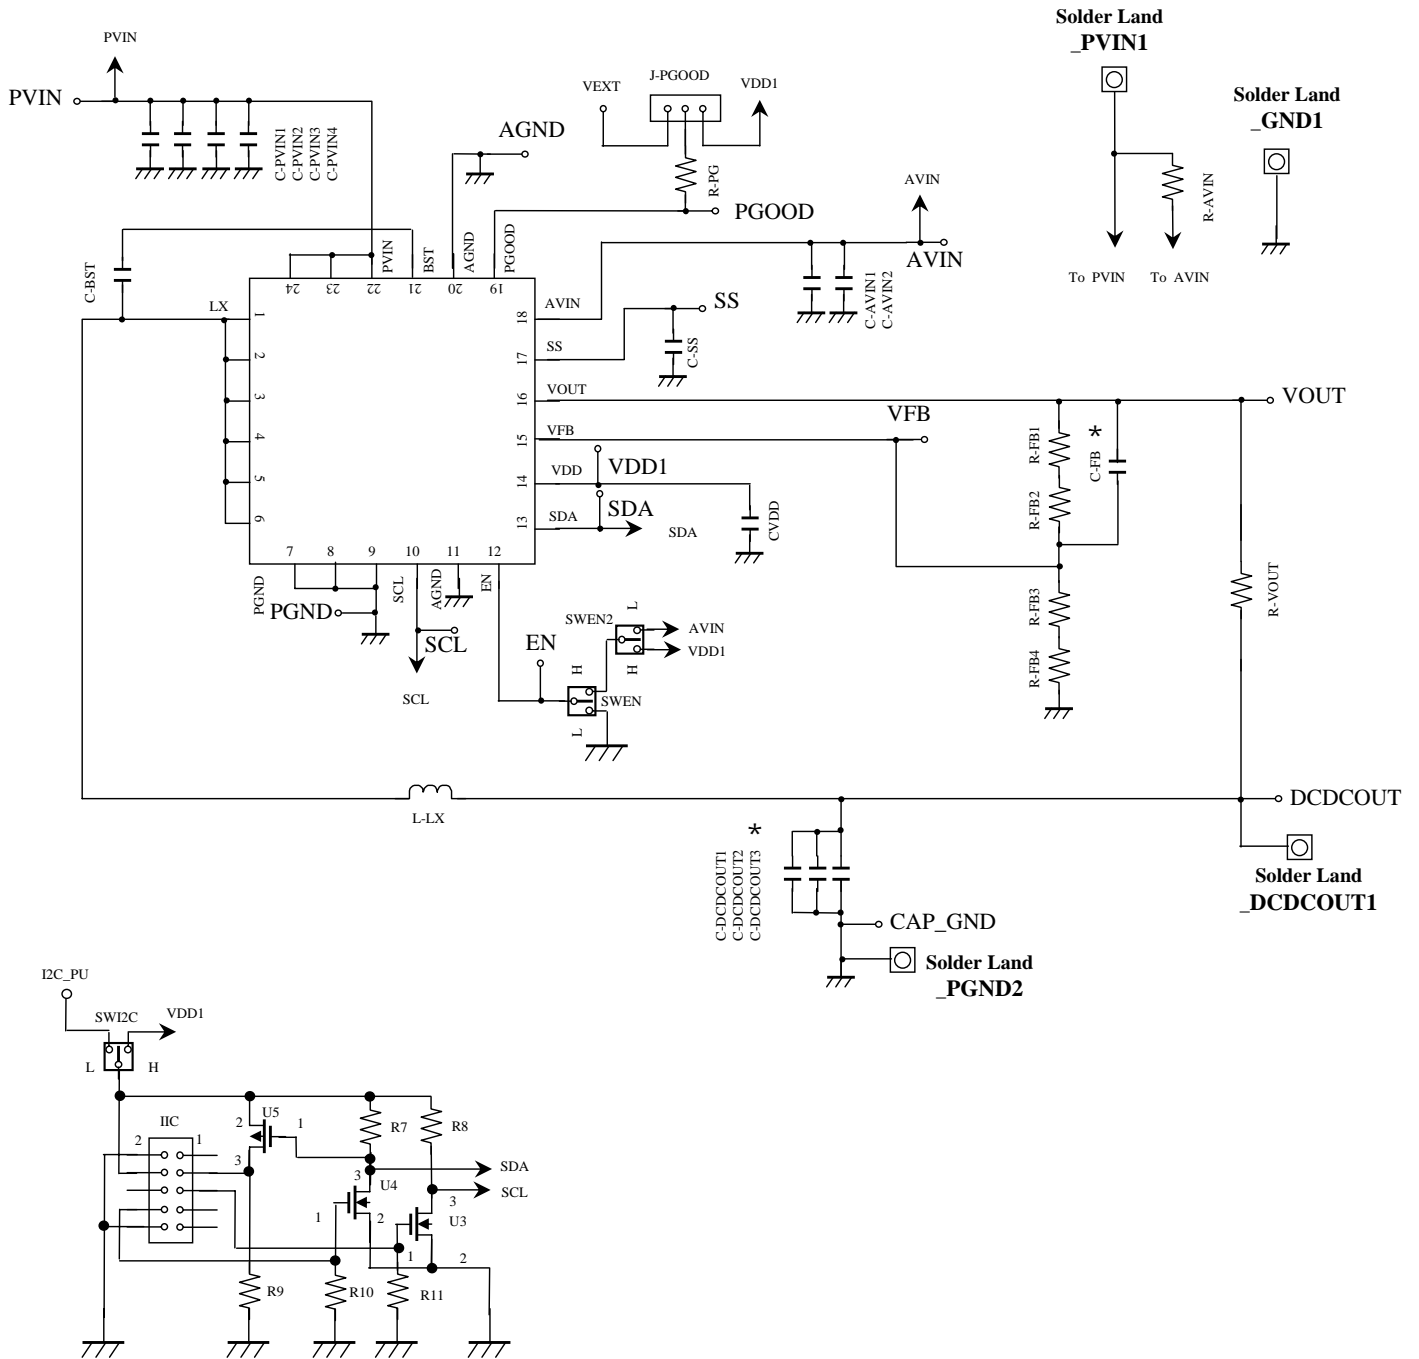 Solder Land
_PVIN1
PVIN
PVIN
C-PVIN1
C-PVIN2
C-PVIN3
C-PVIN4
AGND
VEXT
J-PGOOD
VDD1
R-PG
PGOOD
AVIN
AVIN
Solder Land
_GND1
R-AVIN
To PVIN
To AVIN
C-BST
LX
PVIN
BST
AGND
PGOOD
24
23
22
21
20
19
1
2
3
4
5
6
18
17
16
15
14
13
AVIN
SS
VOUT
VFB
VDD
SDA
C-AVIN1
C-AVIN2
SS
C-SS
VOUT
VFB
VDD1
SDA
SDA
CVDD
R-FB1
R-FB2
*
C-FB
R-FB3
R-FB4
R-VOUT
7
8
9
10
11
12
PGND
SCL
AGND
EN
PGND
SCL
SCL
EN
SWEN2
L
H
AVIN
VDD1
H
SWEN
L
L-LX
DCDCOUT
*
C-DCDCOUT1
C-DCDCOUT2
C-DCDCOUT3
Solder Land
_DCDCOUT1
CAP_GND
Solder Land
_PGND2
I2C_PU
SWI2C
VDD1
L
H
IIC
2
1
U5
2
1
3
R7
R8
SDA
SCL
3
U4
1
2
3
U3
1
2
R9
R10
R11